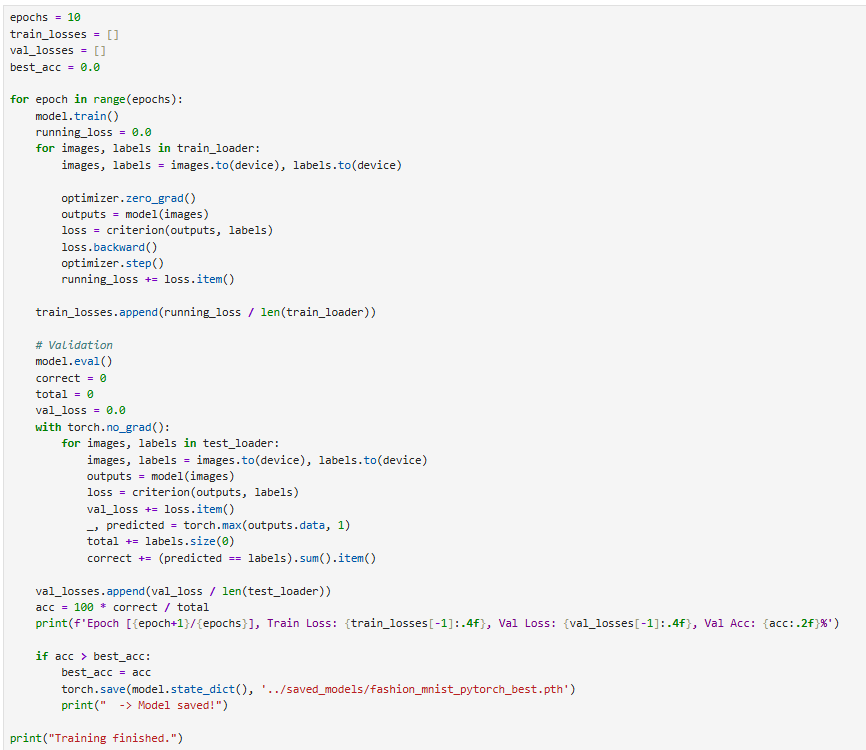 epochs = 10
train_losses = []
val_losses = []
best_acc = 0.0

for epoch in range(epochs):
    model.train()
    running_loss = 0.0
    for images, labels in train_loader:
        images, labels = images.to(device), labels.to(device)

        optimizer.zero_grad()
        outputs = model(images)
        loss = criterion(outputs, labels)
        loss.backward()
        optimizer.step()
        running_loss += loss.item()

    train_losses.append(running_loss / len(train_loader))

    # Validation
    model.eval()
    correct = 0
    total = 0
    val_loss = 0.0
    with torch.no_grad():
        for images, labels in test_loader:
            images, labels = images.to(device), labels.to(device)
            outputs = model(images)
            loss = criterion(outputs, labels)
            val_loss += loss.item()
            _, predicted = torch.max(outputs.data, 1)
            total += labels.size(0)
            correct += (predicted == labels).sum().item()

    val_losses.append(val_loss / len(test_loader))
    acc = 100 * correct / total
    print(f'Epoch [{epoch+1}/{epochs}], Train Loss: {train_losses[-1]:.4f}, Val Loss: {val_losses[-1]:.4f}, Val Acc: {acc:.2f}%')

    if acc > best_acc:
        best_acc = acc
        torch.save(model.state_dict(), '../saved_models/fashion_mnist_pytorch_best.pth')
        print("  -> Model saved!")

print("Training finished.")